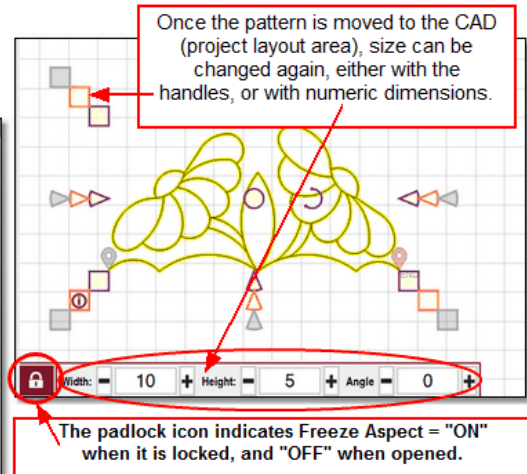 Once the pattern is moved to the CAD
(project layout area), size can be
changed again, either with the
handles, or with numeric dimensions.
END
Width: - 10 + Height: - 5 + Angle - 0 +
The padlock icon indicates Freeze Aspect = "ON"
when it is locked, and "OFF" when opened.